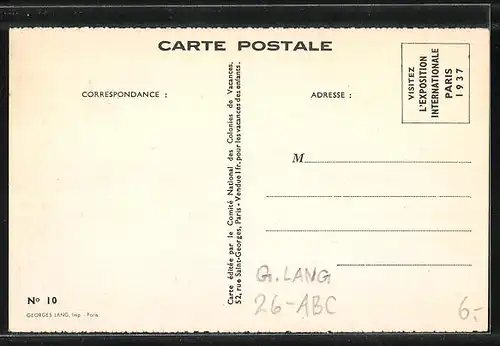 CARTE POSTALE
CORRESPONDANCE :
Carte éditée par le Comité National des Colonies de Vacances.
52, rue Saint-Georges, Paris - Vendue 1 fr. pour les vacances des enfants.
ADRESSE :
VISITEZ
L'EXPOSITION
INTERNATIONALE
PARIS
1937
M
G. LANG
26-ABC
6.-
Nº 10
GEORGES LANG, Imp. Paris